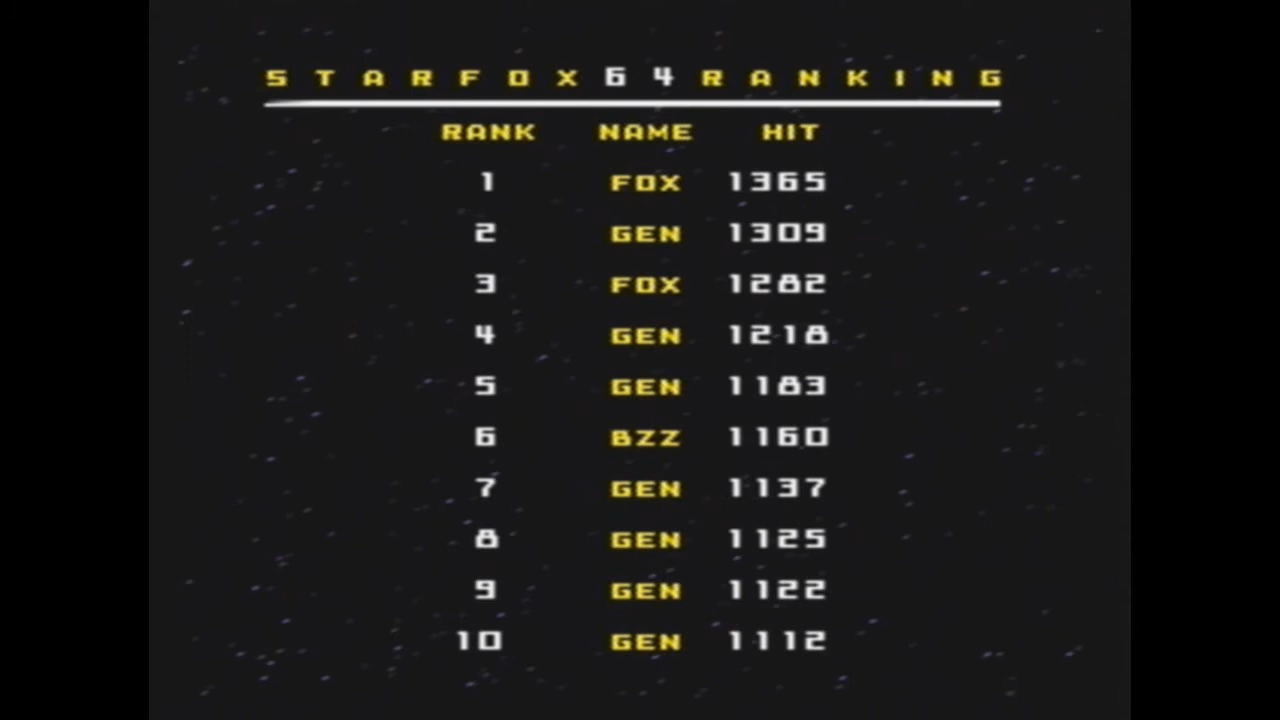 STARFOX64RANKING
RANK NAME HIT
1 FOX 1365
2 GEN 1309
3 FOX 1282
4 GEN 1218
5 GEN 1183
6 BZZ 1160
7 GEN 1137
8 GEN 1125
9 GEN 1122
10 GEN 1112